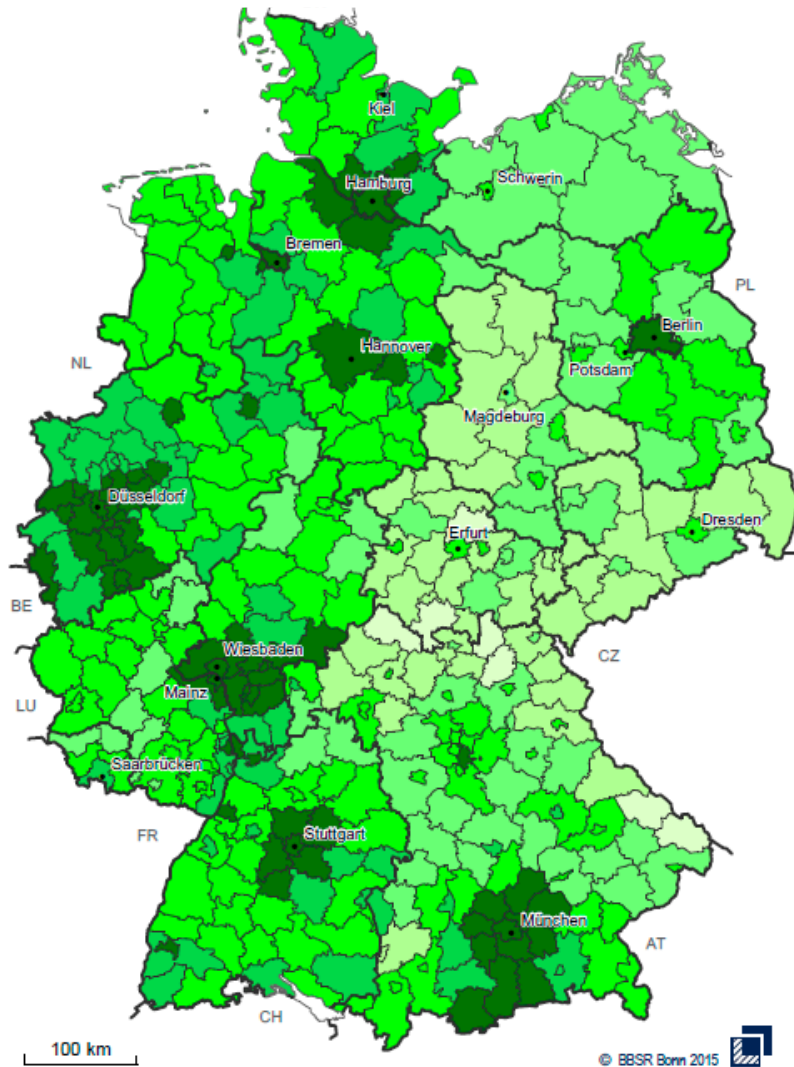 Kiel
Hamburg
Schwerin
Bremen
PL
Berlin
Hannover
NL
Potsdam
Magdeburg
Düsseldorf
Dresden
Erfurt
BE
Wiesbaden
CZ
Mainz
LU
Saarbrücken
FR
Stuttgart
München
AT
CH
100 km
© BBSR Bonn 2015